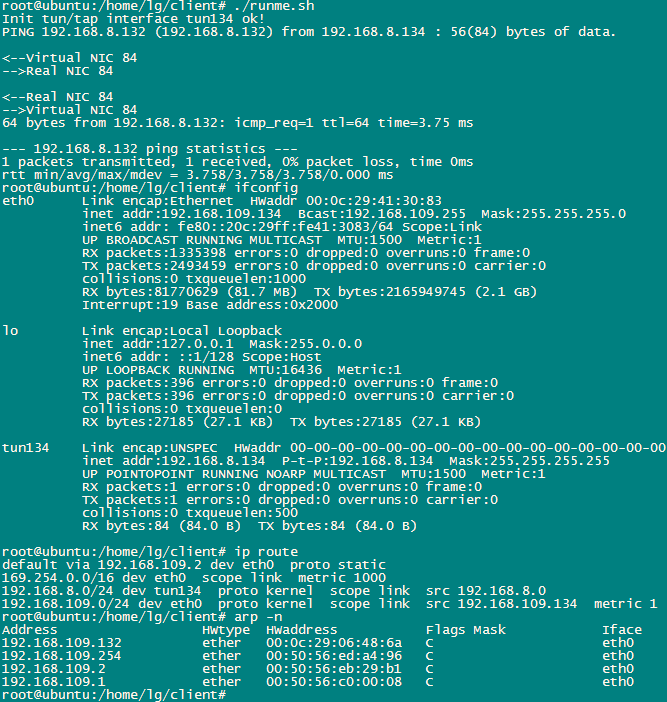 root@ubuntu:/home/lg/client# ./runme.sh
Init tun/tap interface tun134 ok!
PING 192.168.8.132 (192.168.8.132) from 192.168.8.134 : 56(84) bytes of data.
<--Virtual NIC 84
-->Real NIC 84
<--Real NIC 84
-->Virtual NIC 84
64 bytes from 192.168.8.132: icmp_req=1 ttl=64 time=3.75 ms
--- 192.168.8.132 ping statistics ---
1 packets transmitted, 1 received, 0% packet loss, time 0ms
rtt min/avg/max/mdev = 3.758/3.758/3.758/0.000 ms
root@ubuntu:/home/lg/client# ifconfig
eth0      Link encap:Ethernet  HWaddr 00:0c:29:41:30:83
          inet addr:192.168.109.134  Bcast:192.168.109.255  Mask:255.255.255.0
          inet6 addr: fe80::20c:29ff:fe41:3083/64 Scope:Link
          UP BROADCAST RUNNING MULTICAST  MTU:1500  Metric:1
          RX packets:1335398 errors:0 dropped:0 overruns:0 frame:0
          TX packets:2493459 errors:0 dropped:0 overruns:0 carrier:0
          collisions:0 txqueuelen:1000
          RX bytes:81770629 (81.7 MB)  TX bytes:2165949745 (2.1 GB)
          Interrupt:19 Base address:0x2000
lo        Link encap:Local Loopback
          inet addr:127.0.0.1  Mask:255.0.0.0
          inet6 addr: ::1/128 Scope:Host
          UP LOOPBACK RUNNING  MTU:16436  Metric:1
          RX packets:396 errors:0 dropped:0 overruns:0 frame:0
          TX packets:396 errors:0 dropped:0 overruns:0 carrier:0
          collisions:0 txqueuelen:0
          RX bytes:27185 (27.1 KB)  TX bytes:27185 (27.1 KB)
tun134    Link encap:UNSPEC  HWaddr 00-00-00-00-00-00-00-00-00-00-00-00-00-00-00-00
          inet addr:192.168.8.134  P-t-P:192.168.8.134  Mask:255.255.255.255
          UP POINTOPOINT RUNNING NOARP MULTICAST  MTU:1500  Metric:1
          RX packets:1 errors:0 dropped:0 overruns:0 frame:0
          TX packets:1 errors:0 dropped:0 overruns:0 carrier:0
          collisions:0 txqueuelen:500
          RX bytes:84 (84.0 B)  TX bytes:84 (84.0 B)
root@ubuntu:/home/lg/client# ip route
default via 192.168.109.2 dev eth0  proto static
169.254.0.0/16 dev eth0  scope link  metric 1000
192.168.8.0/24 dev tun134  proto kernel  scope link  src 192.168.8.0
192.168.109.0/24 dev eth0  proto kernel  scope link  src 192.168.109.134  metric 1
root@ubuntu:/home/lg/client# arp -n
Address                  HWtype  HWaddress           Flags Mask            Iface
192.168.109.132          ether   00:0c:29:06:48:6a   C                     eth0
192.168.109.254          ether   00:50:56:ed:a4:96   C                     eth0
192.168.109.2            ether   00:50:56:eb:29:b1   C                     eth0
192.168.109.1            ether   00:50:56:c0:00:08   C                     eth0
root@ubuntu:/home/lg/client#